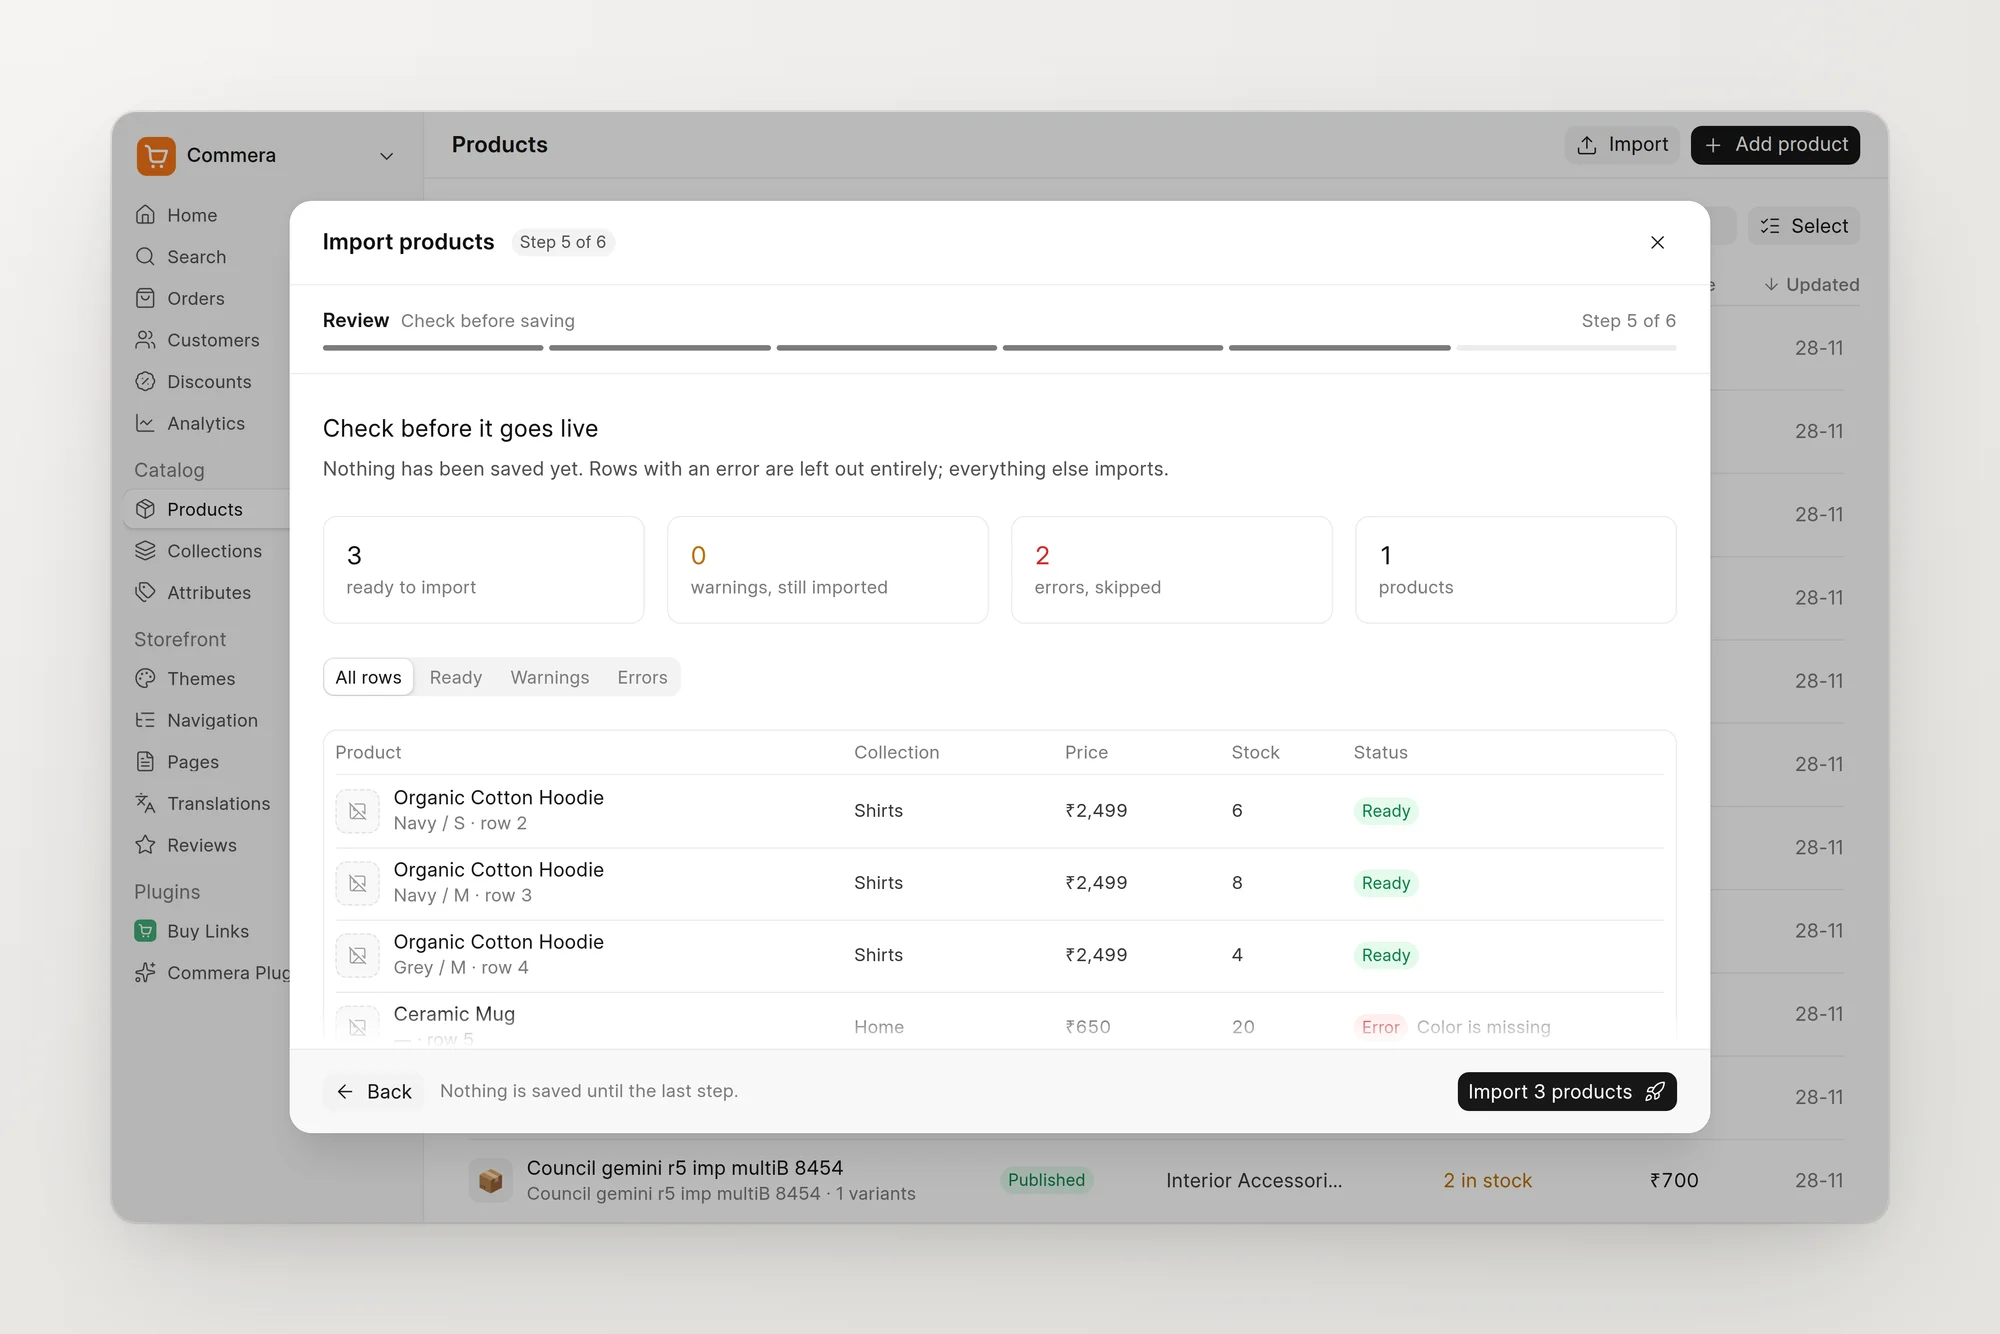 Commera
Products
Import
Add product
Home
Search
Orders
Customers
Discounts
Analytics
Catalog
Products
Collections
Attributes
Storefront
Themes
Navigation
Pages
Translations
Reviews
Plugins
Buy Links
Commera Plug
Select
Updated
28-11
28-11
28-11
28-11
28-11
28-11
28-11
28-11
28-11
28-11
Import products
Step 5 of 6
Review Check before saving
Step 5 of 6
Check before it goes live
Nothing has been saved yet. Rows with an error are left out entirely; everything else imports.
3
ready to import
0
warnings, still imported
2
errors, skipped
1
products
All rows Ready Warnings Errors
Product Collection Price Stock Status
Organic Cotton Hoodie
Navy / S · row 2
Shirts ₹2,499 6 Ready
Organic Cotton Hoodie
Navy / M · row 3
Shirts ₹2,499 8 Ready
Organic Cotton Hoodie
Grey / M · row 4
Shirts ₹2,499 4 Ready
Ceramic Mug
— · row 5
Home ₹650 20 Error Color is missing
Back
Nothing is saved until the last step.
Import 3 products
Council gemini r5 imp multiB 8454
Council gemini r5 imp multiB 8454 · 1 variants
Published Interior Accessori... 2 in stock ₹700 28-11